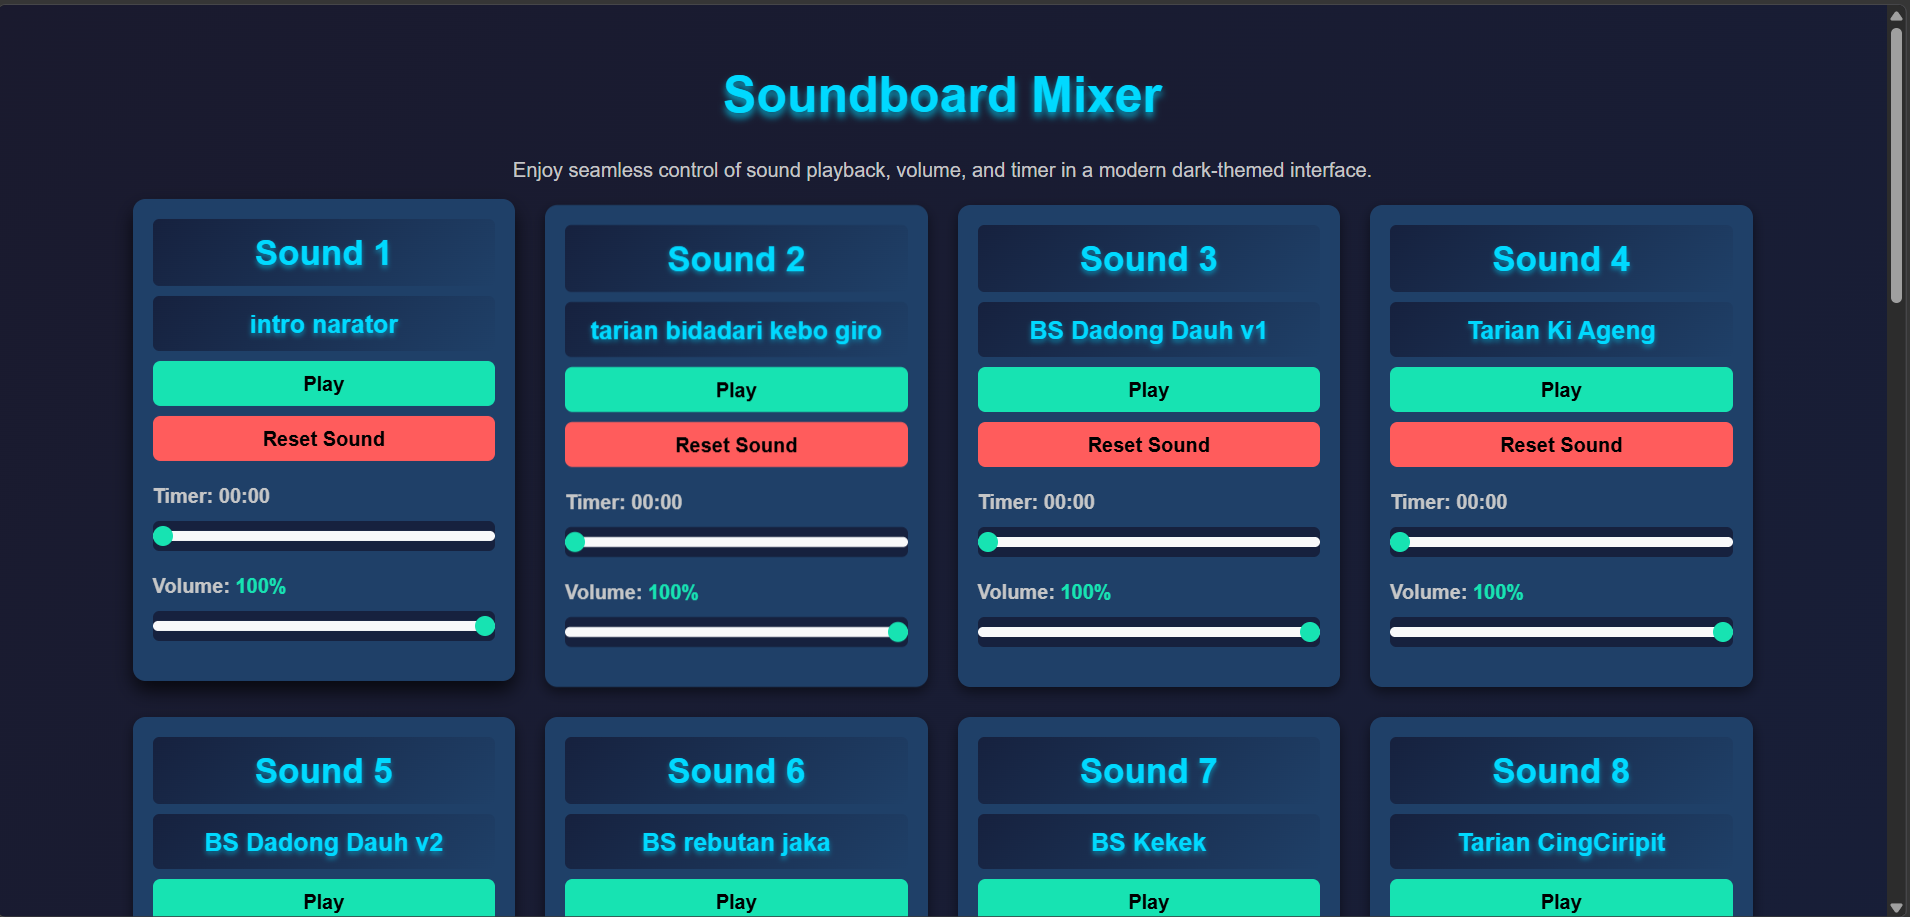 Soundboard Mixer
Enjoy seamless control of sound playback, volume, and timer in a modern dark-themed interface.
Sound 1
intro narator
Play
Reset Sound
Timer: 00:00
Volume: 100%
Sound 2
tarian bidadari kebo giro
Play
Reset Sound
Timer: 00:00
Volume: 100%
Sound 3
BS Dadong Dauh v1
Play
Reset Sound
Timer: 00:00
Volume: 100%
Sound 4
Tarian Ki Ageng
Play
Reset Sound
Timer: 00:00
Volume: 100%
Sound 5
BS Dadong Dauh v2
Play
Sound 6
BS rebutan jaka
Play
Sound 7
BS Kekek
Play
Sound 8
Tarian CingCiripit
Play